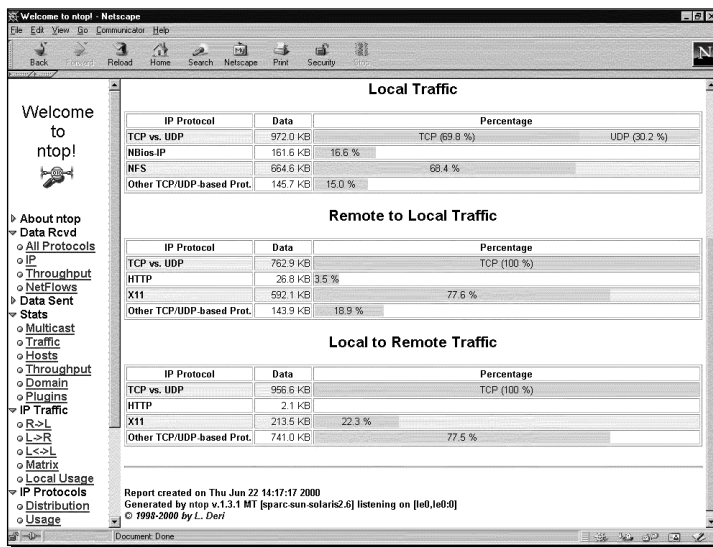 Welcome to ntop! - Netscape
File Edit View Go Communicator Help
Back Forward Reload Home Search Netscape Print Security Stop
N
Welcome
to
ntop!
About ntop
Data Rcvd
All Protocols
IP
Throughput
NetFlows
Data Sent
Stats
Multicast
Traffic
Hosts
Throughput
Domain
Plugins
IP Traffic
R->L
L->R
L<->L
Matrix
Local Usage
IP Protocols
Distribution
Usage
Local Traffic
IP Protocol Data Percentage
TCP vs. UDP 972.0 KB TCP (69.8 %) UDP (30.2 %)
NBios-IP 161.6 KB 16.6 %
NFS 664.6 KB 68.4 %
Other TCP/UDP-based Prot. 145.7 KB 15.0 %
Remote to Local Traffic
IP Protocol Data Percentage
TCP vs. UDP 762.9 KB TCP (100 %)
HTTP 26.8 KB 3.5 %
X11 592.1 KB 77.6 %
Other TCP/UDP-based Prot. 143.9 KB 18.9 %
Local to Remote Traffic
IP Protocol Data Percentage
TCP vs. UDP 956.6 KB TCP (100 %)
HTTP 2.1 KB
X11 213.5 KB 22.3 %
Other TCP/UDP-based Prot. 741.0 KB 77.5 %
Report created on Thu Jun 22 14:17:17 2000
Generated by ntop v.1.3.1 MT [sparc-sun-solaris2.6] listening on [le0,le0:0]
© 1998-2000 by L. Deri
Document: Done